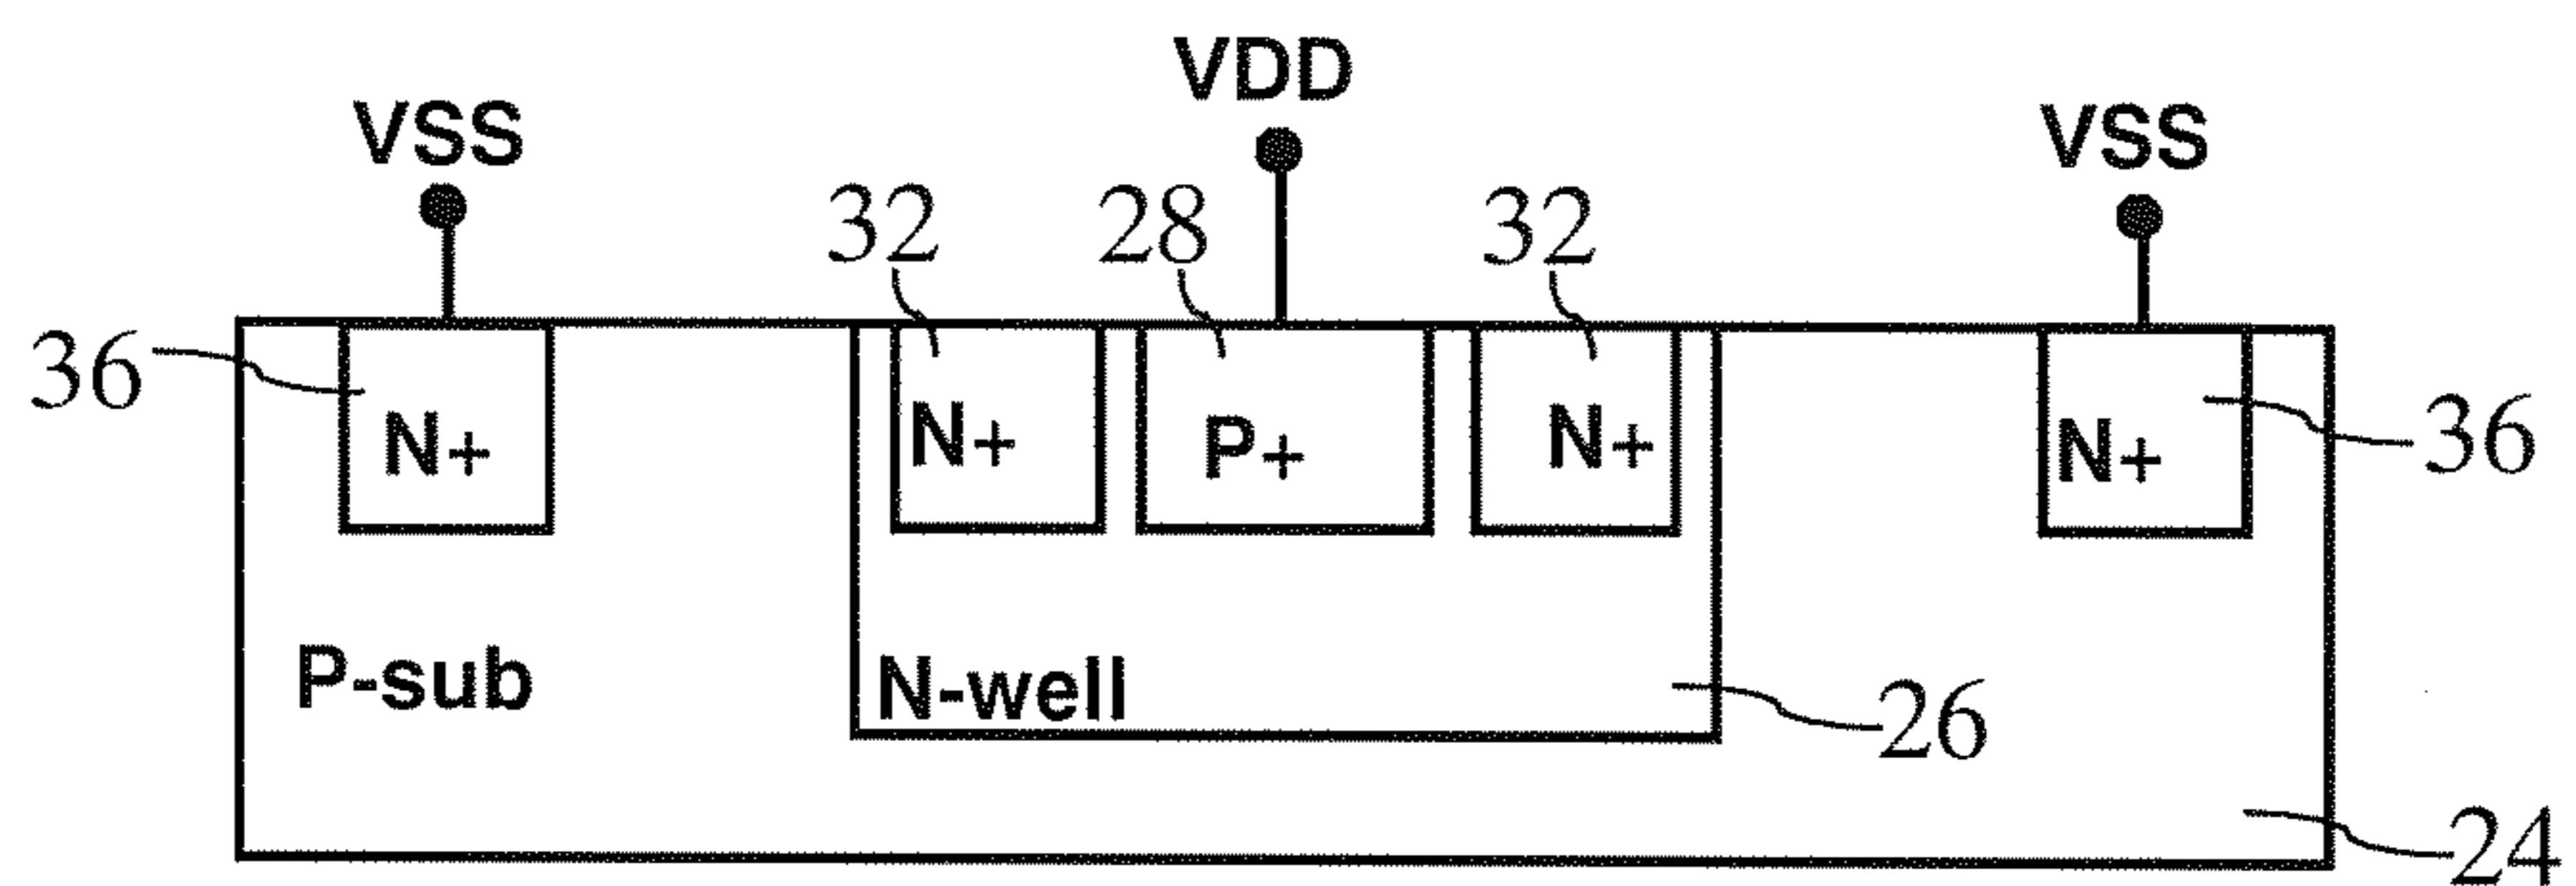 VDD
VSS VSS
32 28 32
36 N+ N+ P+ N+ N+ 36
P-sub N-well 26
24